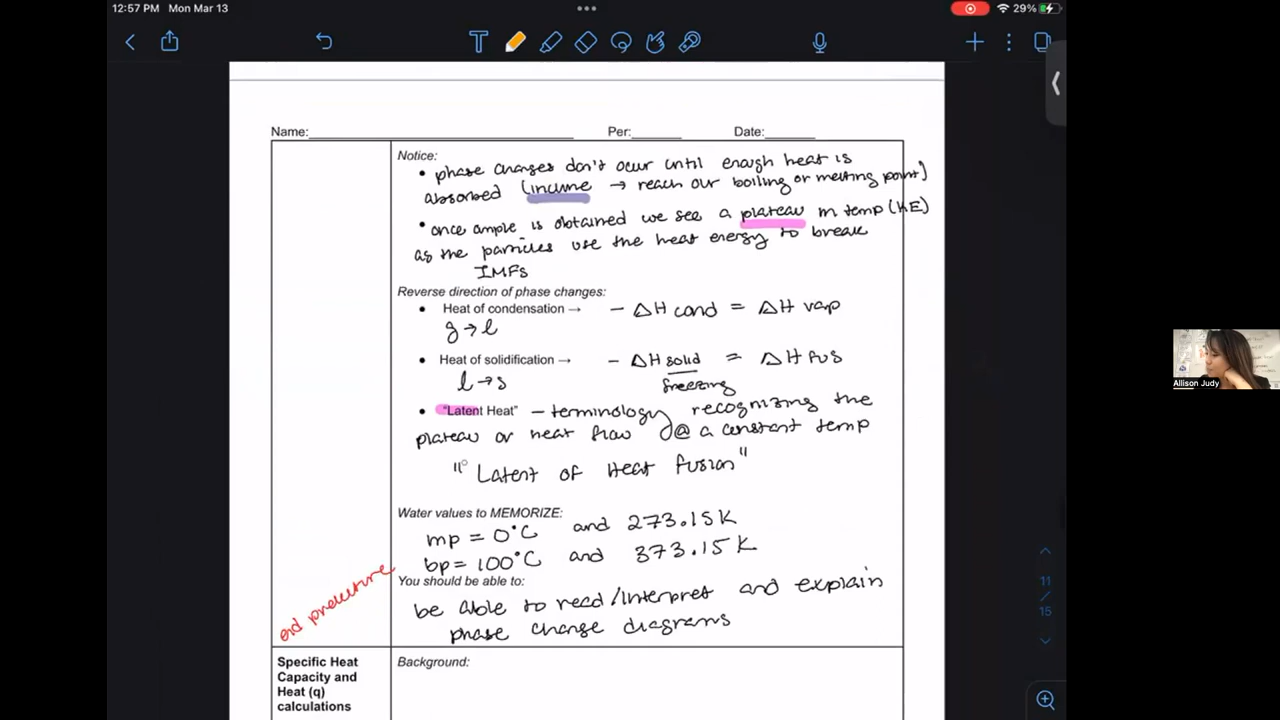 12:57 PM Mon Mar 13
29%
Name: Per: Date:
Notice:
• phase changes don't occur until enough heat is
absorbed (incline → reach our boiling or melting point)
• once ample is obtained we see a plateau in temp (KE)
as the particles use the heat energy to break
IMFs
Reverse direction of phase changes:
• Heat of condensation → - ΔH cond = ΔH vap
g → l
• Heat of solidification → - ΔH solid = ΔH fus
l → s freezing
• "Latent Heat" – terminology recognizing the
plateau or heat flow @ a constant temp
"Latent of Heat fusion"
Water values to MEMORIZE:
mp = 0°C and 273.15K
bp = 100°C and 373.15 K
You should be able to:
be able to read/interpret and explain
phase change diagrams
end prelecture
Specific Heat
Capacity and
Heat (q)
calculations
Background:
11
/
15
Allison Judy